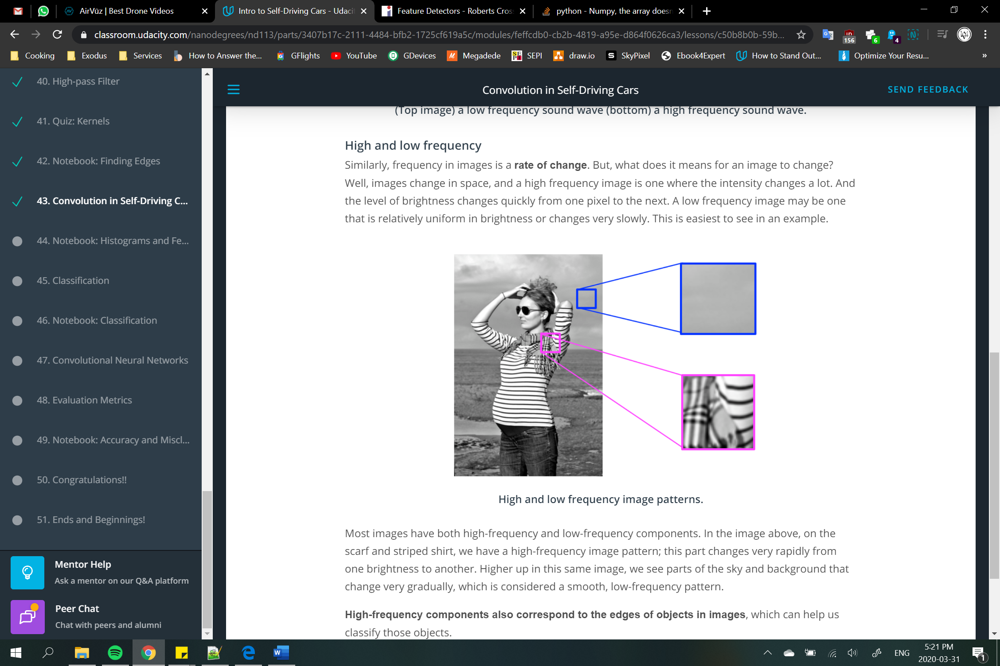 AirVūz | Best Drone Videos
Intro to Self-Driving Cars - Udaci
Feature Detectors - Roberts Cros
python - Numpy, the array doesn
classroom.udacity.com/nanodegrees/nd113/parts/3407b17c-2111-4484-bfb2-1725cf619a5c/modules/feffcdb0-cb2b-4819-a95e-d864f0626ca3/lessons/c50b8b0b-59b...
156
6
4
Cooking
Exodus
Services
How to Answer the...
GFlights
YouTube
GDevices
Megadede
SEPI
draw.io
SkyPixel
Ebook4Expert
How to Stand Out...
Optimize Your Resu...
»
40. High-pass Filter
41. Quiz: Kernels
42. Notebook: Finding Edges
43. Convolution in Self-Driving C...
44. Notebook: Histograms and Fe...
45. Classification
46. Notebook: Classification
47. Convolutional Neural Networks
48. Evaluation Metrics
49. Notebook: Accuracy and Miscl...
50. Congratulations!!
51. Ends and Beginnings!
Mentor Help
Ask a mentor on our Q&A platform
Peer Chat
Chat with peers and alumni
Convolution in Self-Driving Cars
SEND FEEDBACK
(Top image) a low frequency sound wave (bottom) a high frequency sound wave.
High and low frequency
Similarly, frequency in images is a rate of change. But, what does it means for an image to change?
Well, images change in space, and a high frequency image is one where the intensity changes a lot. And
the level of brightness changes quickly from one pixel to the next. A low frequency image may be one
that is relatively uniform in brightness or changes very slowly. This is easiest to see in an example.
High and low frequency image patterns.
Most images have both high-frequency and low-frequency components. In the image above, on the
scarf and striped shirt, we have a high-frequency image pattern; this part changes very rapidly from
one brightness to another. Higher up in this same image, we see parts of the sky and background that
change very gradually, which is considered a smooth, low-frequency pattern.
High-frequency components also correspond to the edges of objects in images, which can help us
classify those objects.
ENG
5:21 PM
2020-03-31
1